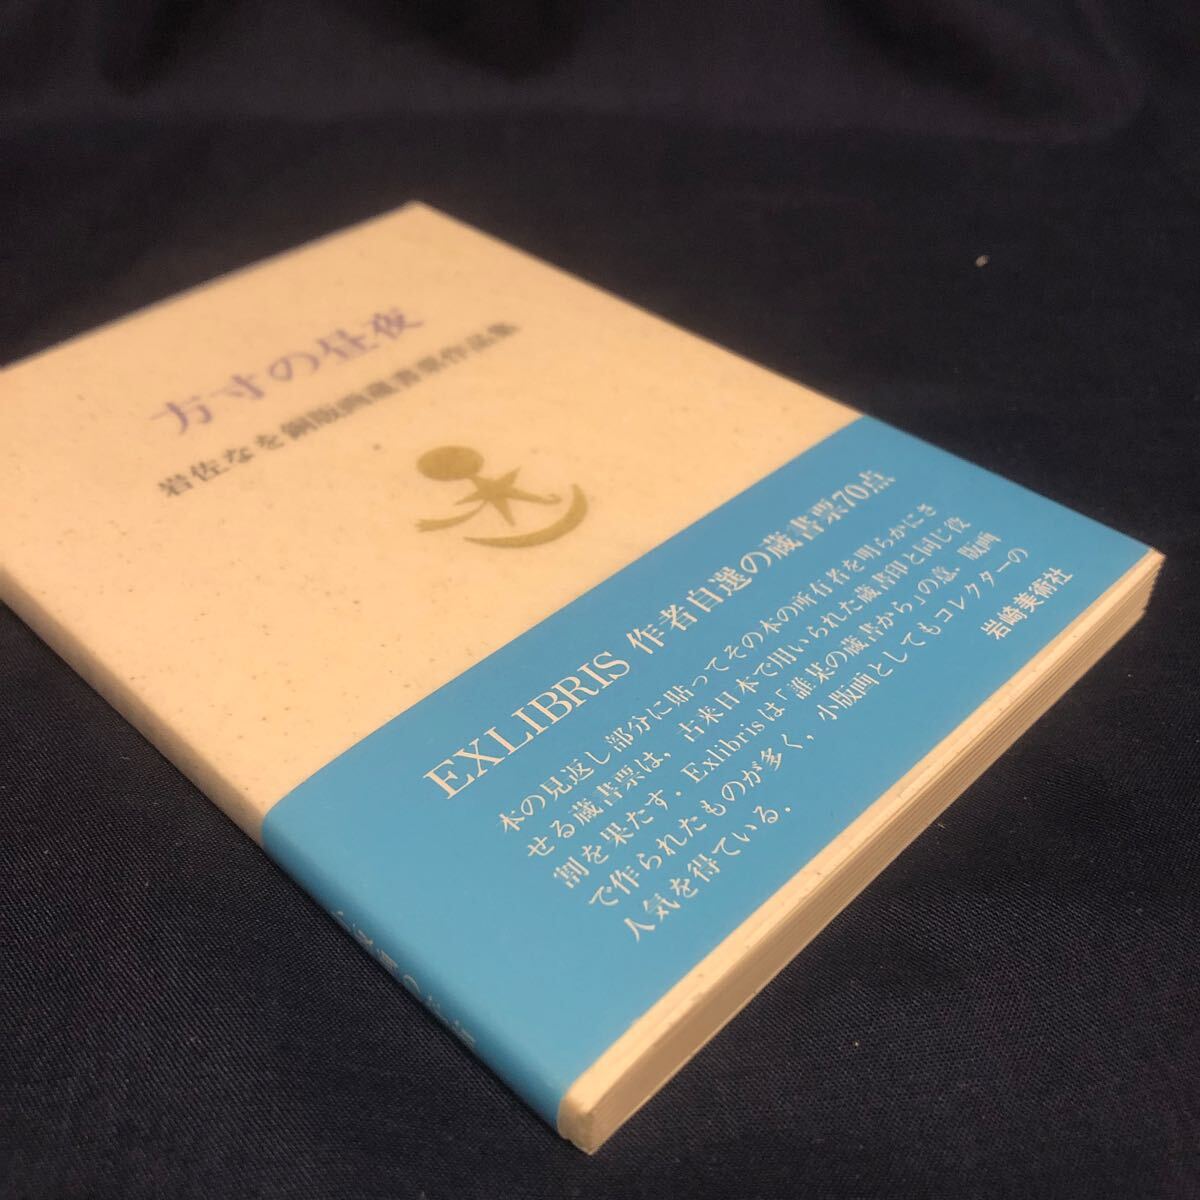 方寸の昼夜
岩佐なを銅版画蔵書票作品集
EXLIBRIS 作者自選の蔵書票70点
本の見返し部分に貼ってその本の所有者を明らかにさ
せる蔵書票は、古来日本で用いられた蔵書印と同じ役
割を果たす．Exlibrisは「誰某の蔵書から」の意．版画
で作られたものが多く，小版画としてもコレクターの
人気を得ている．
岩崎美術社